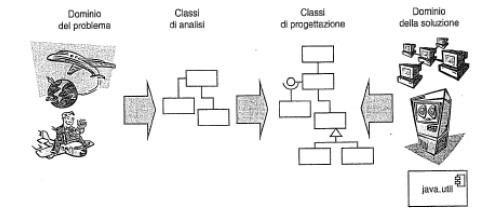 Dominio
del problema
Classi
di analisi
Classi
di progettazione
Dominio
della soluzione
java.util